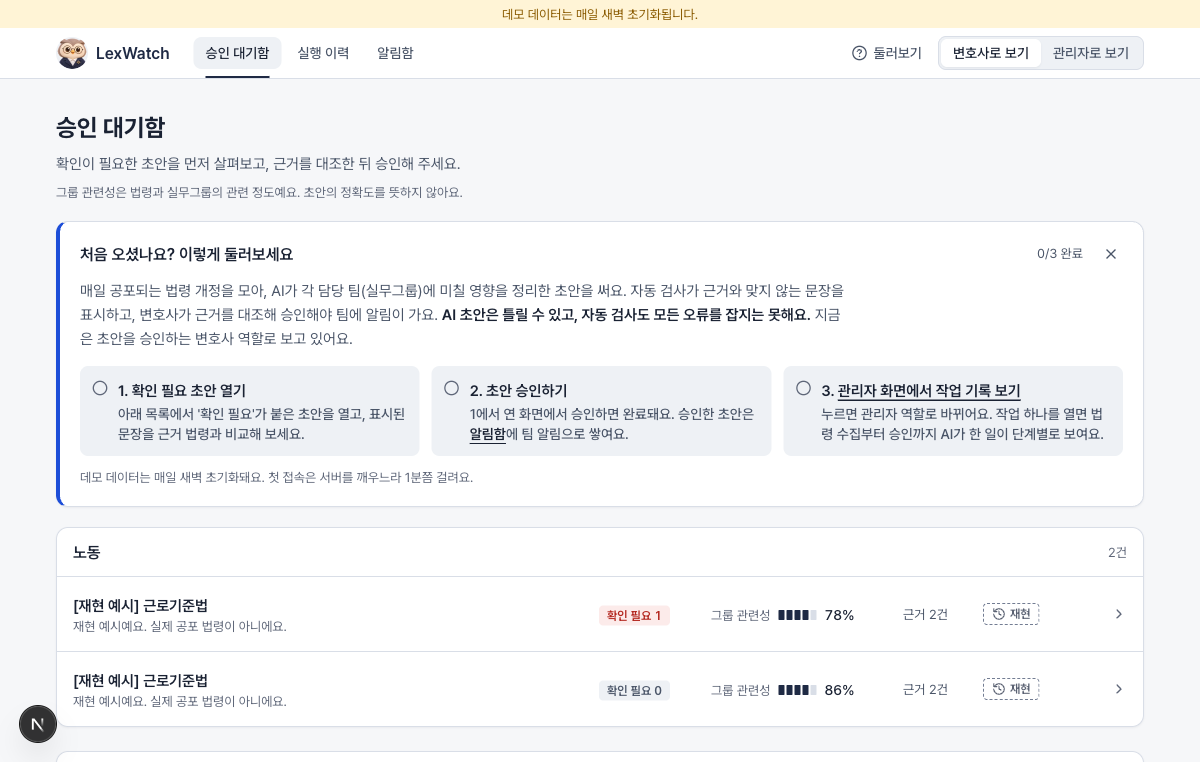 데모 데이터는 매일 새벽 초기화됩니다.
LexWatch
승인 대기함
실행 이력
알림함
둘러보기
변호사로 보기
관리자로 보기
승인 대기함
확인이 필요한 초안을 먼저 살펴보고, 근거를 대조한 뒤 승인해 주세요.
그룹 관련성은 법령과 실무그룹의 관련 정도예요. 초안의 정확도를 뜻하지 않아요.
처음 오셨나요? 이렇게 둘러보세요
0/3 완료
매일 공포되는 법령 개정을 모아, AI가 각 담당 팀(실무그룹)에 미칠 영향을 정리한 초안을 써요. 자동 검사가 근거와 맞지 않는 문장을
표시하고, 변호사가 근거를 대조해 승인해야 팀에 알림이 가요. AI 초안은 틀릴 수 있고, 자동 검사도 모든 오류를 잡지는 못해요. 지금
은 초안을 승인하는 변호사 역할로 보고 있어요.
1. 확인 필요 초안 열기
아래 목록에서 '확인 필요'가 붙은 초안을 열고, 표시된
문장을 근거 법령과 비교해 보세요.
2. 초안 승인하기
1에서 연 화면에서 승인하면 완료돼요. 승인한 초안은
알림함에 팀 알림으로 쌓여요.
3. 관리자 화면에서 작업 기록 보기
누르면 관리자 역할로 바뀌어요. 작업 하나를 열면 법
령 수집부터 승인까지 AI가 한 일이 단계별로 보여요.
데모 데이터는 매일 새벽 초기화돼요. 첫 접속은 서버를 깨우느라 1분쯤 걸려요.
노동
2건
[재현 예시] 근로기준법
재현 예시예요. 실제 공포 법령이 아니에요.
확인 필요 1
그룹 관련성
78%
근거 2건
재현
[재현 예시] 근로기준법
재현 예시예요. 실제 공포 법령이 아니에요.
확인 필요 0
그룹 관련성
86%
근거 2건
재현
N